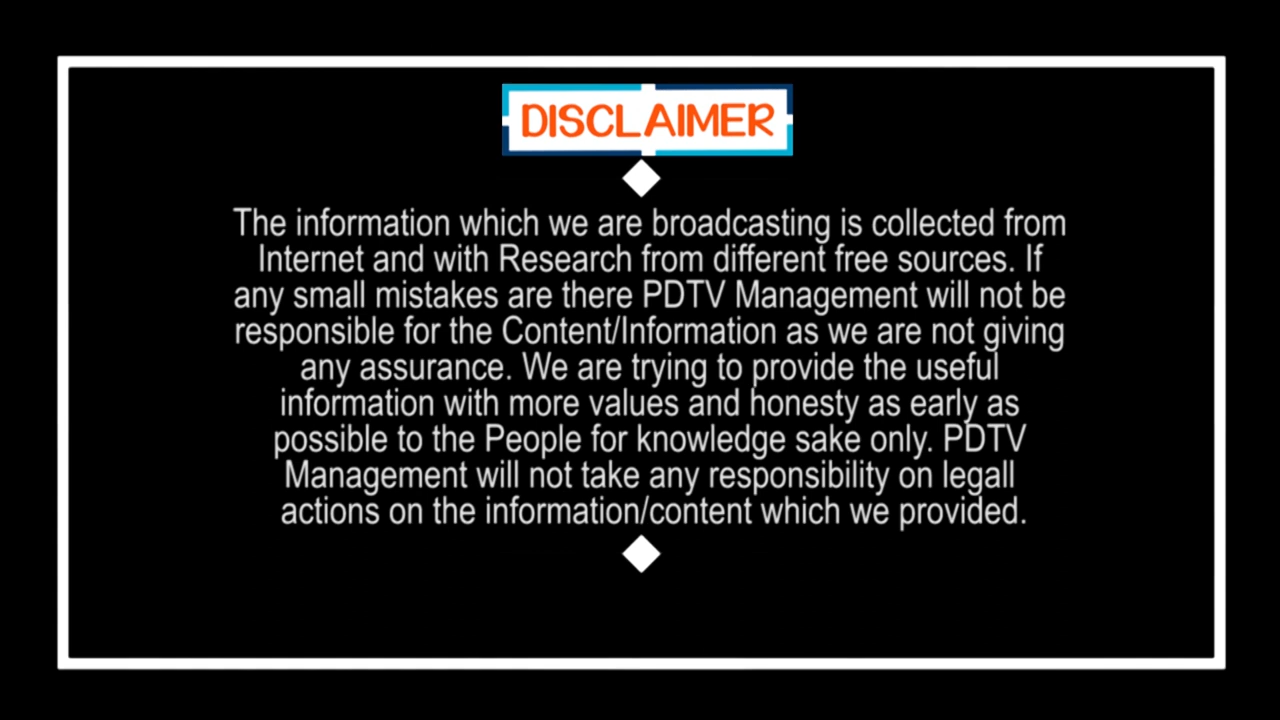 DISCLAIMER
The information which we are broadcasting is collected from
Internet and with Research from different free sources. If
any small mistakes are there PDTV Management will not be
responsible for the Content/Information as we are not giving
any assurance. We are trying to provide the useful
information with more values and honesty as early as
possible to the People for knowledge sake only. PDTV
Management will not take any responsibility on legall
actions on the information/content which we provided.